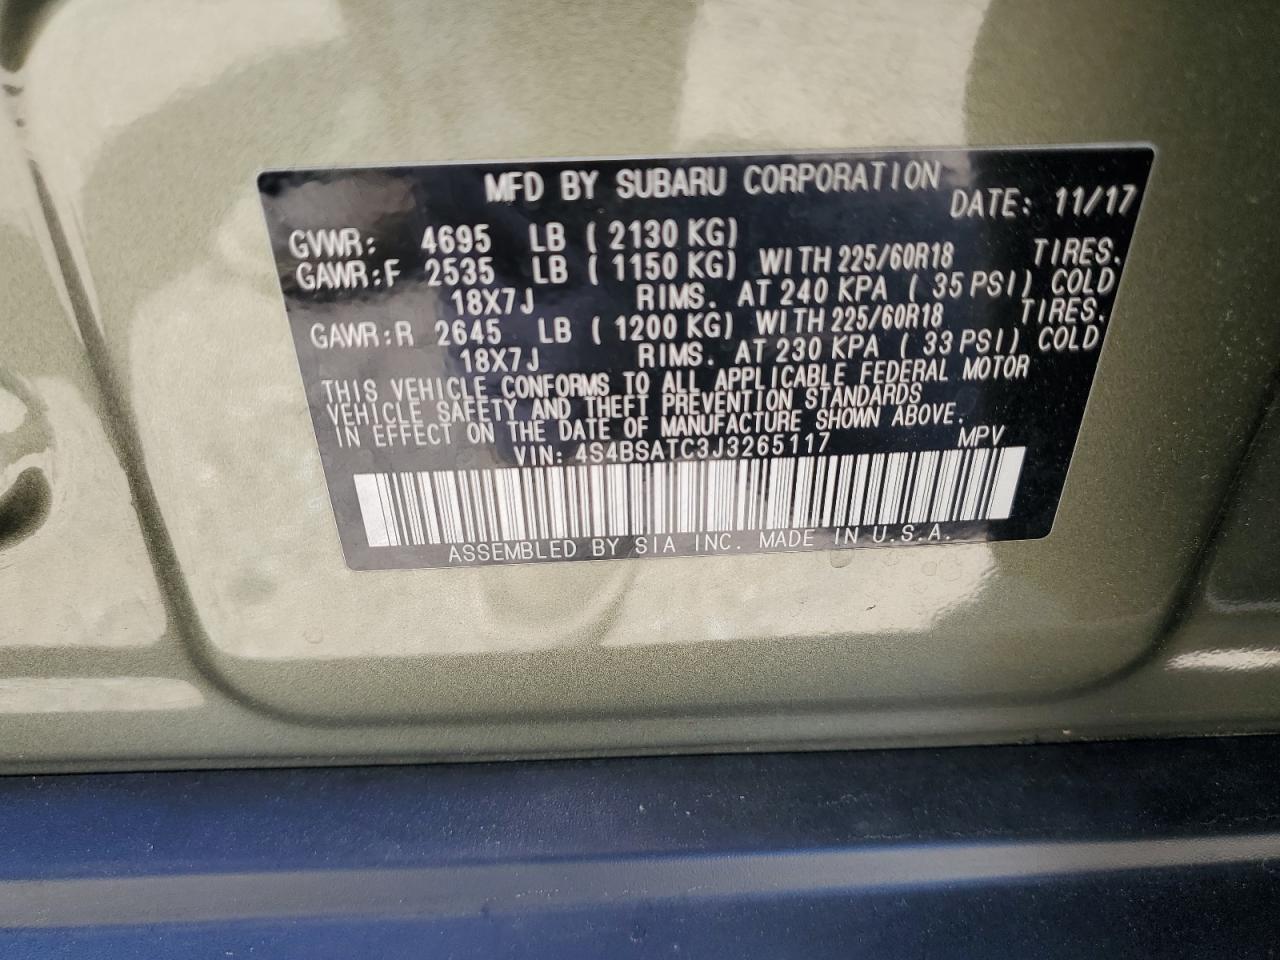 MFD BY SUBARU CORPORATION
DATE: 11/17
GVWR: 4695 LB ( 2130 KG)
GAWR:F 2535 LB ( 1150 KG) WITH 225/60R18 TIRES.
18X7J RIMS. AT 240 KPA ( 35 PSI) COLD
GAWR:R 2645 LB ( 1200 KG) WITH 225/60R18 TIRES.
18X7J RIMS. AT 230 KPA ( 33 PSI) COLD
THIS VEHICLE CONFORMS TO ALL APPLICABLE FEDERAL MOTOR
VEHICLE SAFETY AND THEFT PREVENTION STANDARDS
IN EFFECT ON THE DATE OF MANUFACTURE SHOWN ABOVE.
VIN: 4S4BSATC3J3265117 MPV
ASSEMBLED BY SIA INC. MADE IN U.S.A.